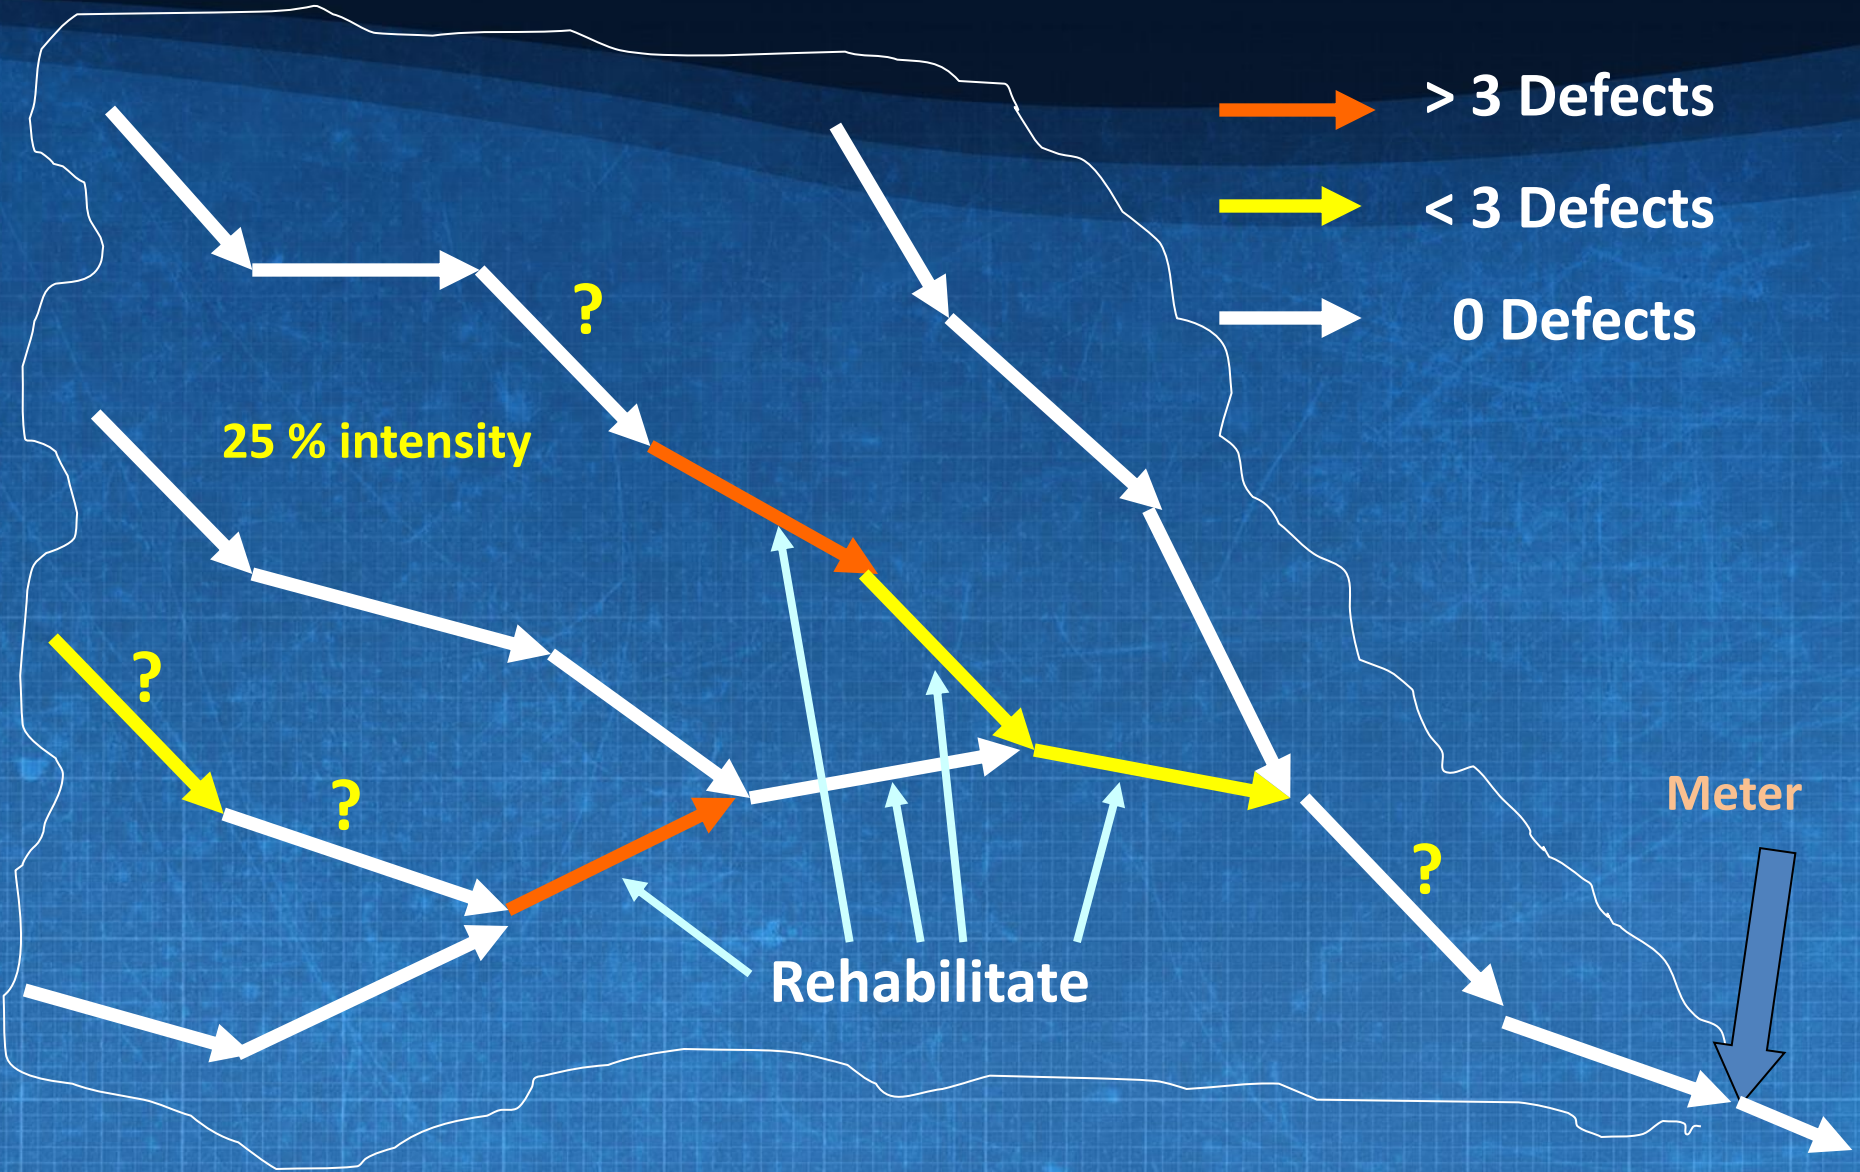 > 3 Defects
< 3 Defects
0 Defects
?
25 % intensity
?
?
Meter
?
Rehabilitate